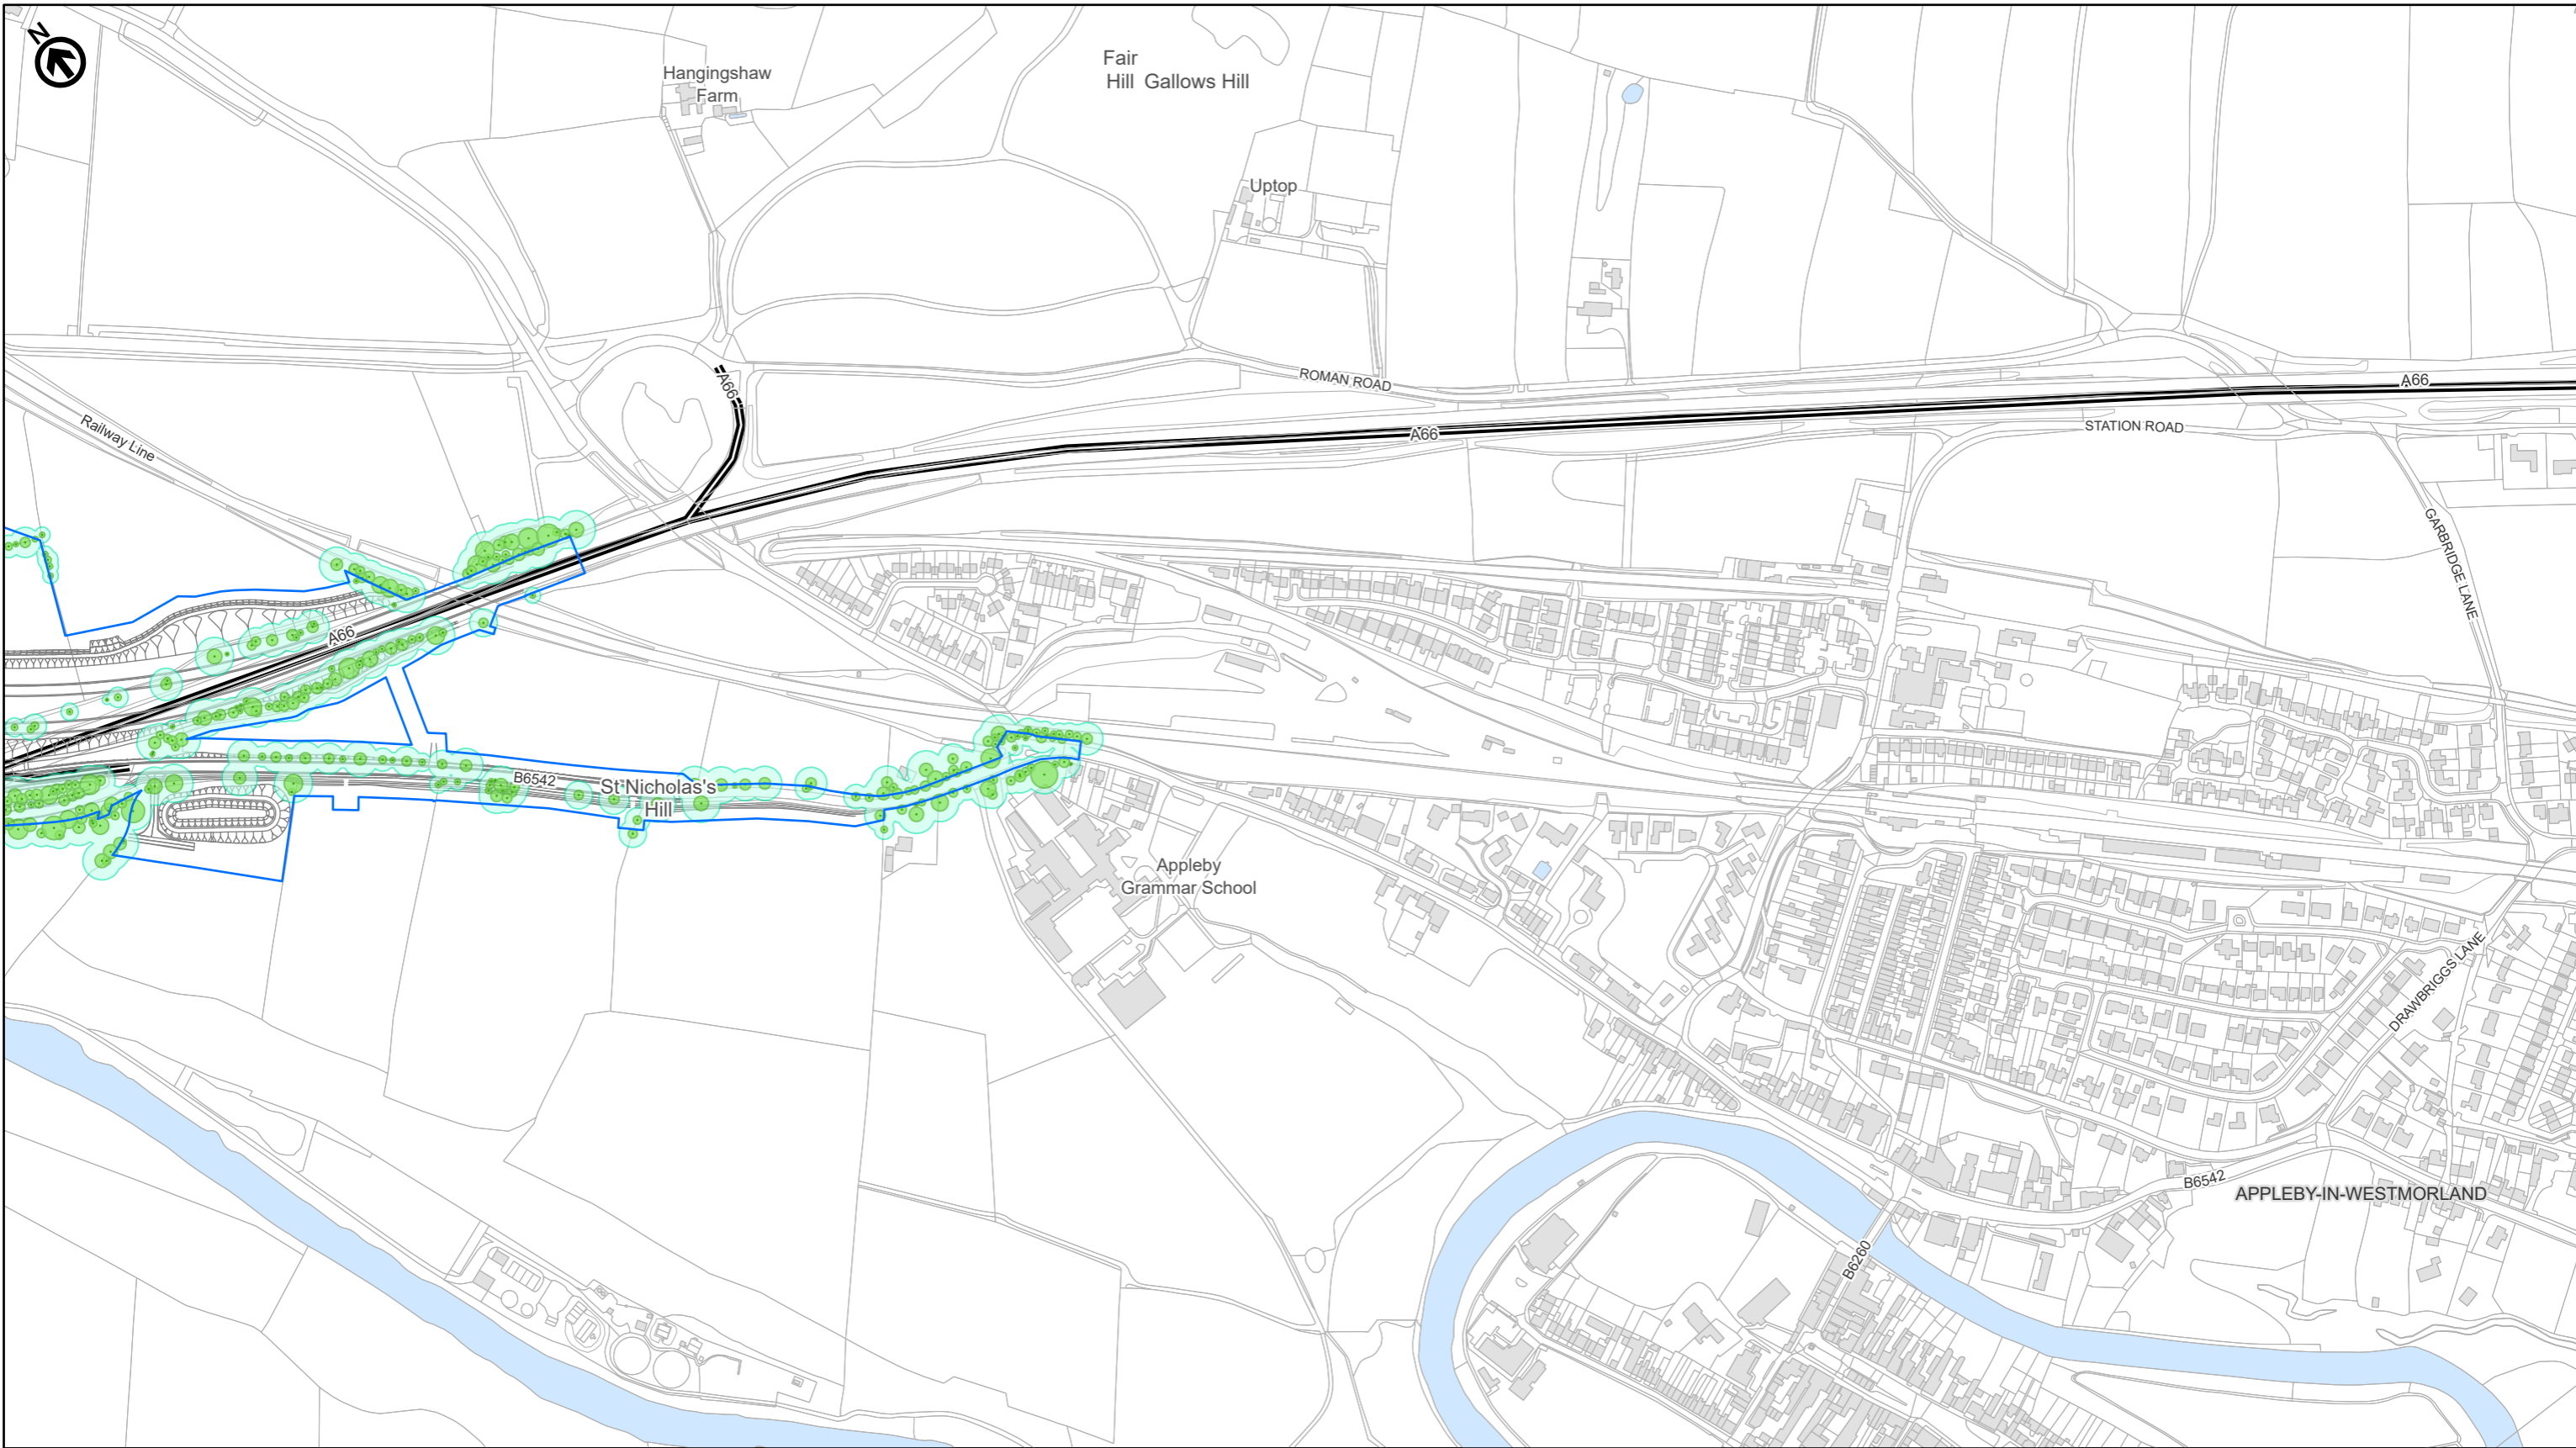 N
Hangingshaw
Farm
Fair
Hill Gallows Hill
Uptop
A66
ROMAN ROAD
A66
A66
STATION ROAD
Railway Line
GARBRIDGE LANE
A66
B6542
St Nicholas's
Hill
Appleby
Grammar School
DRAWBRIGGS LANE
B6542
APPLEBY-IN-WESTMORLAND
B6260